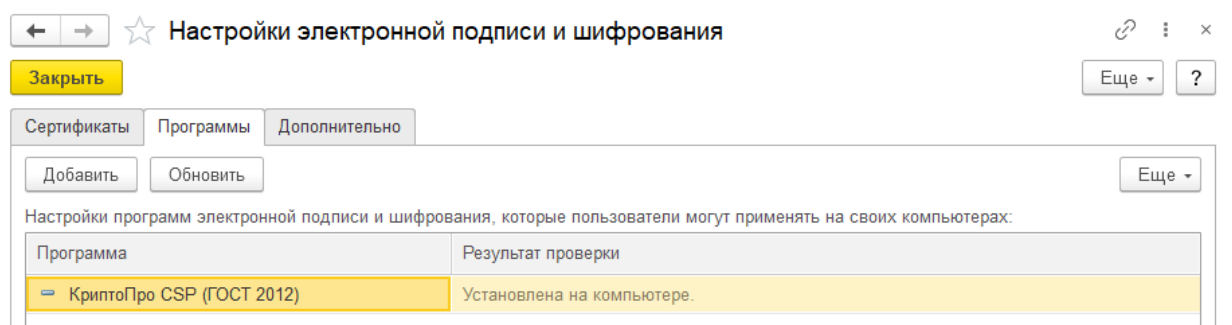 Настройки электронной подписи и шифрования
Закрыть
Еще
?
Сертификаты Программы Дополнительно
Добавить Обновить Еще
Настройки программ электронной подписи и шифрования, которые пользователи могут применять на своих компьютерах:
Программа Результат проверки
КриптоПро CSP (ГОСТ 2012) Установлена на компьютере.